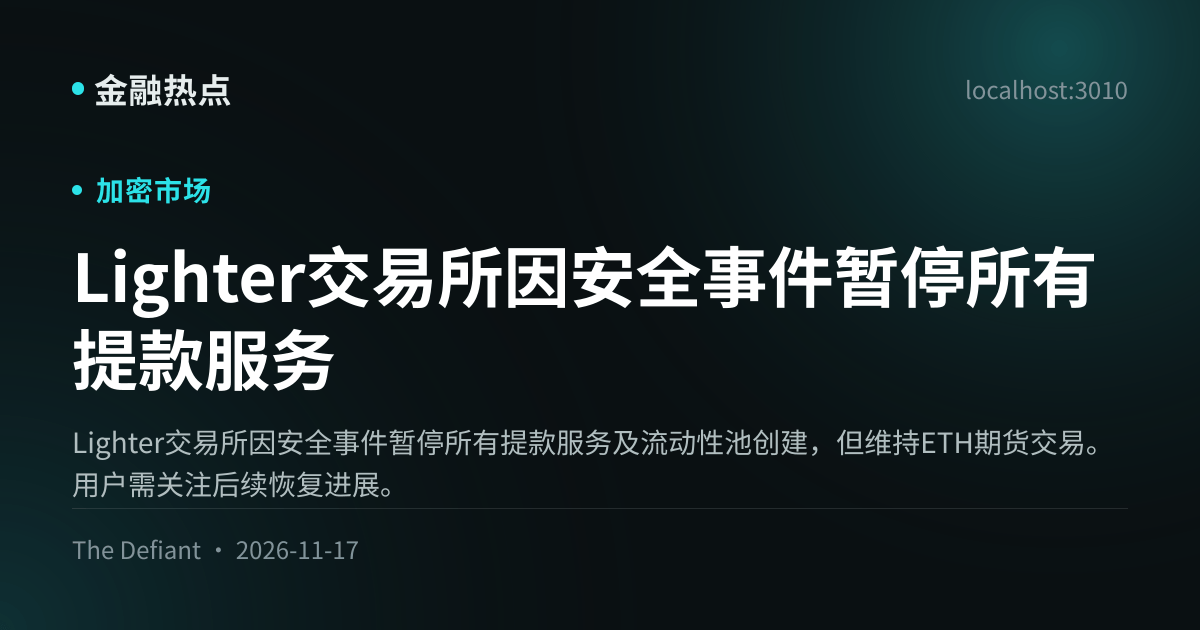 金融热点
localhost:3010
加密市场
Lighter交易所因安全事件暂停所有
提款服务
Lighter交易所因安全事件暂停所有提款服务及流动性池创建，但维持ETH期货交易。
用户需关注后续恢复进展。
The Defiant · 2026-11-17